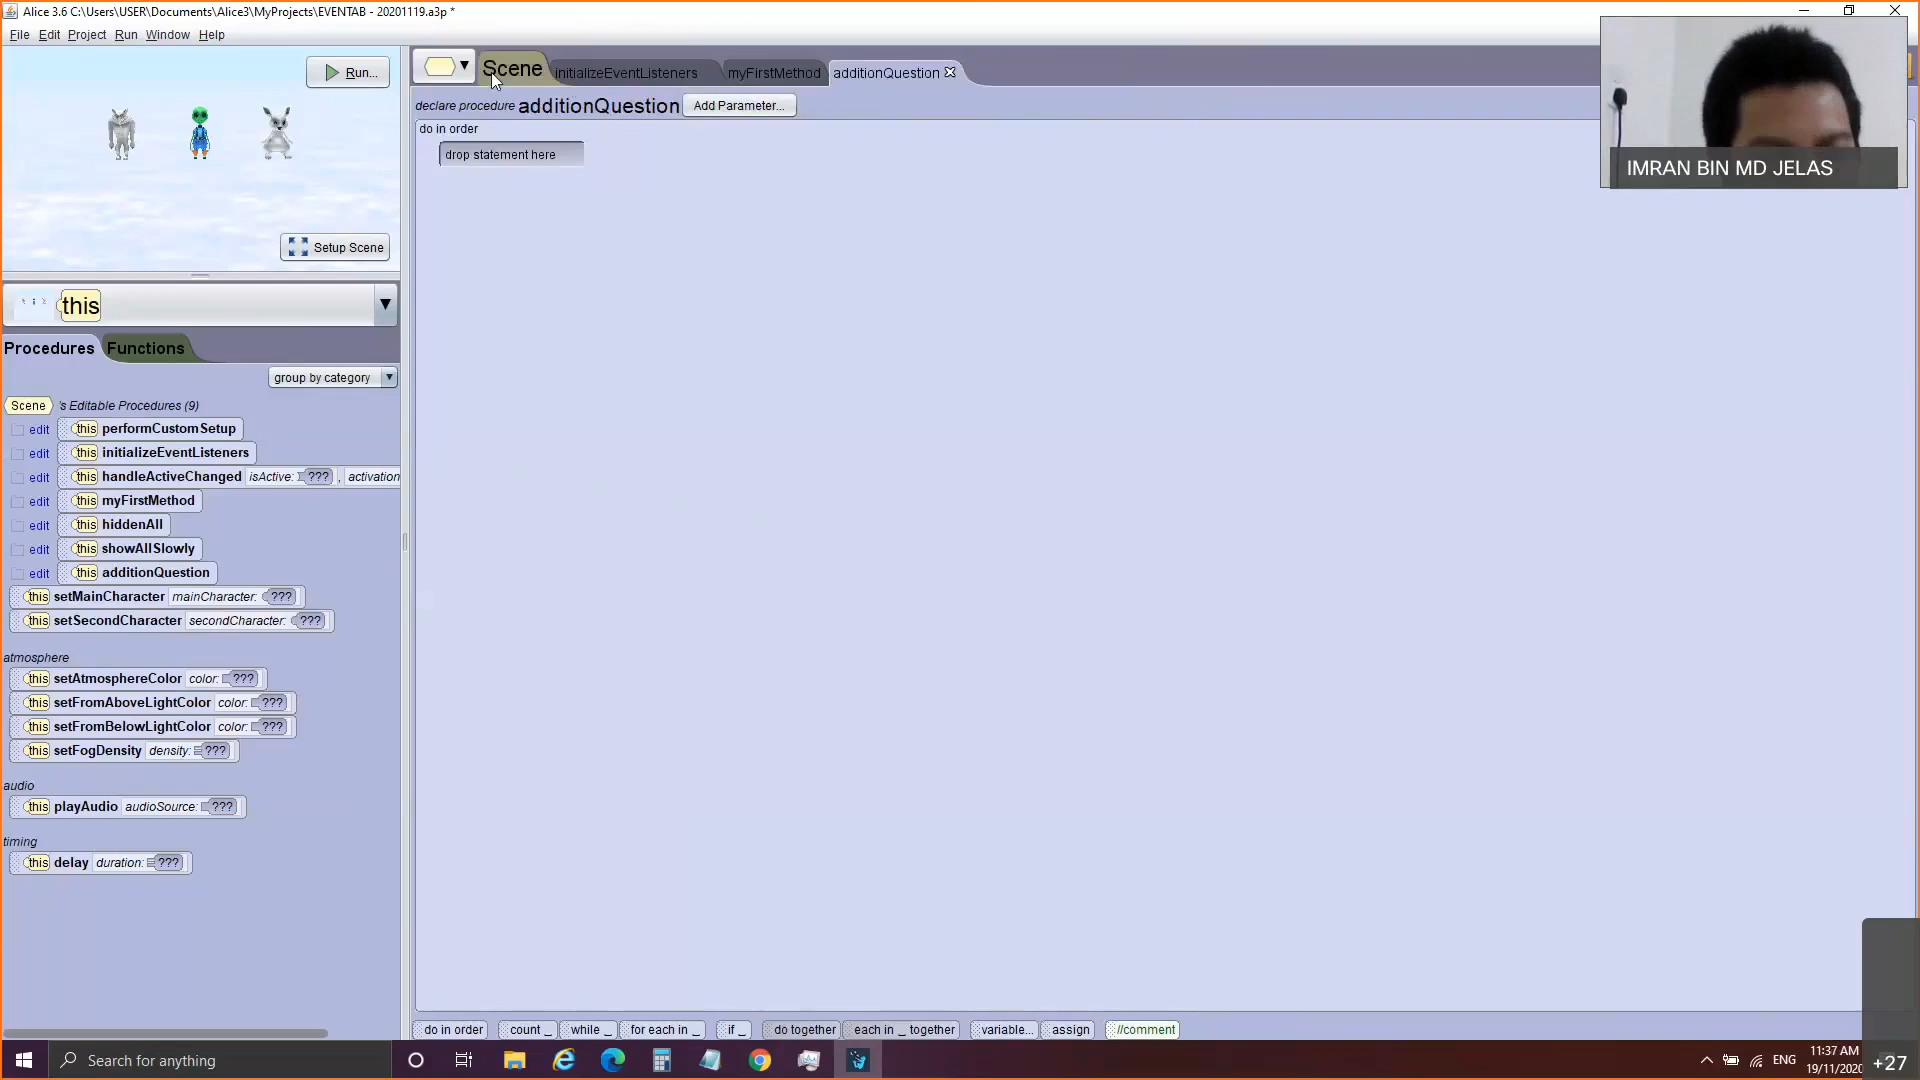 Alice 3.6 C:\Users\USER\Documents\Alice3\MyProjects\EVENTAB - 20201119.a3p *
File Edit Project Run Window Help
Run...
Setup Scene
this
Procedures Functions
group by category
Scene 's Editable Procedures (9)
edit this performCustomSetup
edit this initializeEventListeners
edit this handleActiveChanged isActive: ??? , activation
edit this myFirstMethod
edit this hiddenAll
edit this showAllSlowly
edit this additionQuestion
this setMainCharacter mainCharacter: ???
this setSecondCharacter secondCharacter: ???
atmosphere
this setAtmosphereColor color: ???
this setFromAboveLightColor color: ???
this setFromBelowLightColor color: ???
this setFogDensity density: ???
audio
this playAudio audioSource: ???
timing
this delay duration: ???
Scene initializeEventListeners myFirstMethod additionQuestion
declare procedure additionQuestion Add Parameter...
do in order
drop statement here
IMRAN BIN MD JELAS
do in order count _ while _ for each in _ if _ do together each in _ together variable... assign //comment
Search for anything
ENG
11:37 AM
19/11/2020
+27